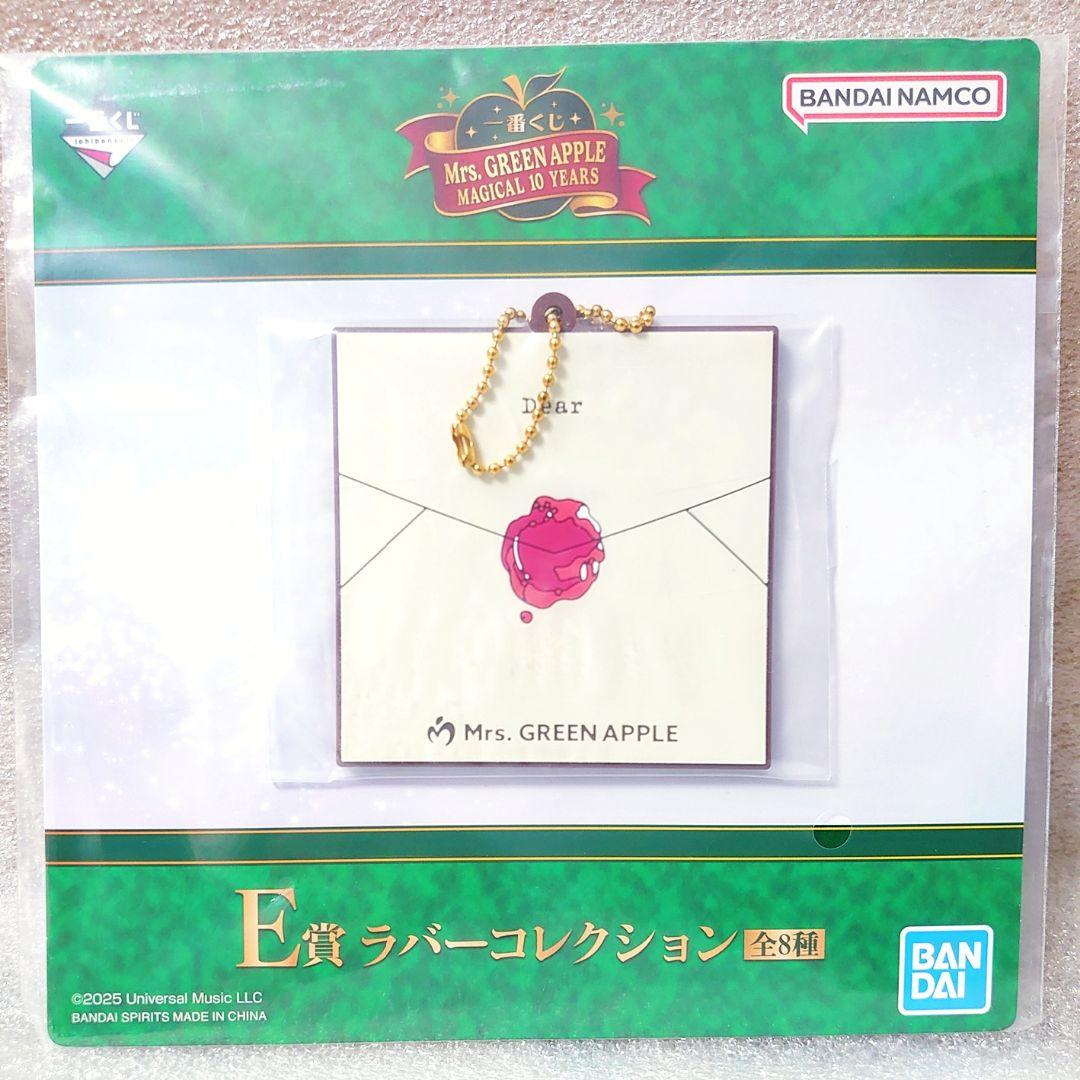 一番くじ
ichibankuji
一番くじ
Mrs. GREEN APPLE
MAGICAL 10 YEARS
BANDAI NAMCO
Dear
Mrs. GREEN APPLE
E賞 ラバーコレクション 全8種
©2025 Universal Music LLC
BANDAI SPIRITS MADE IN CHINA
BAN
DAI